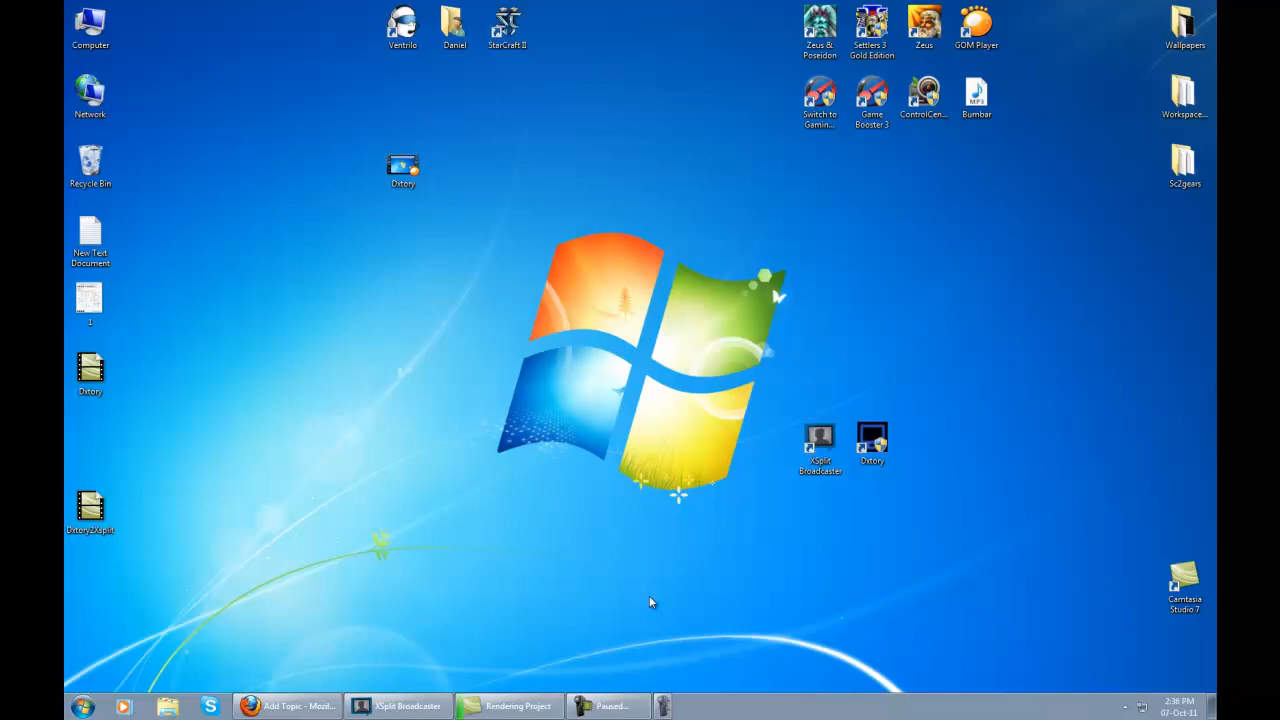 Computer
Ventrilo
Daniel
StarCraft II
Zeus &
Poseidon
Settlers 3
Gold Edition
Zeus
GOM Player
Wallpapers
Network
Switch to
Gamin...
Game
Booster 3
ControlCen...
MP3
Bumbar
Workspace...
Recycle Bin
Dxtory
Sc2gears
New Text
Document
1
Dxtory
XSplit
Broadcaster
Dxtory
Dxtory2Xsplit
Camtasia
Studio 7
Add Topic - Mozil...
XSplit Broadcaster
Rendering Project
Paused...
2:36 PM
07-Oct-11